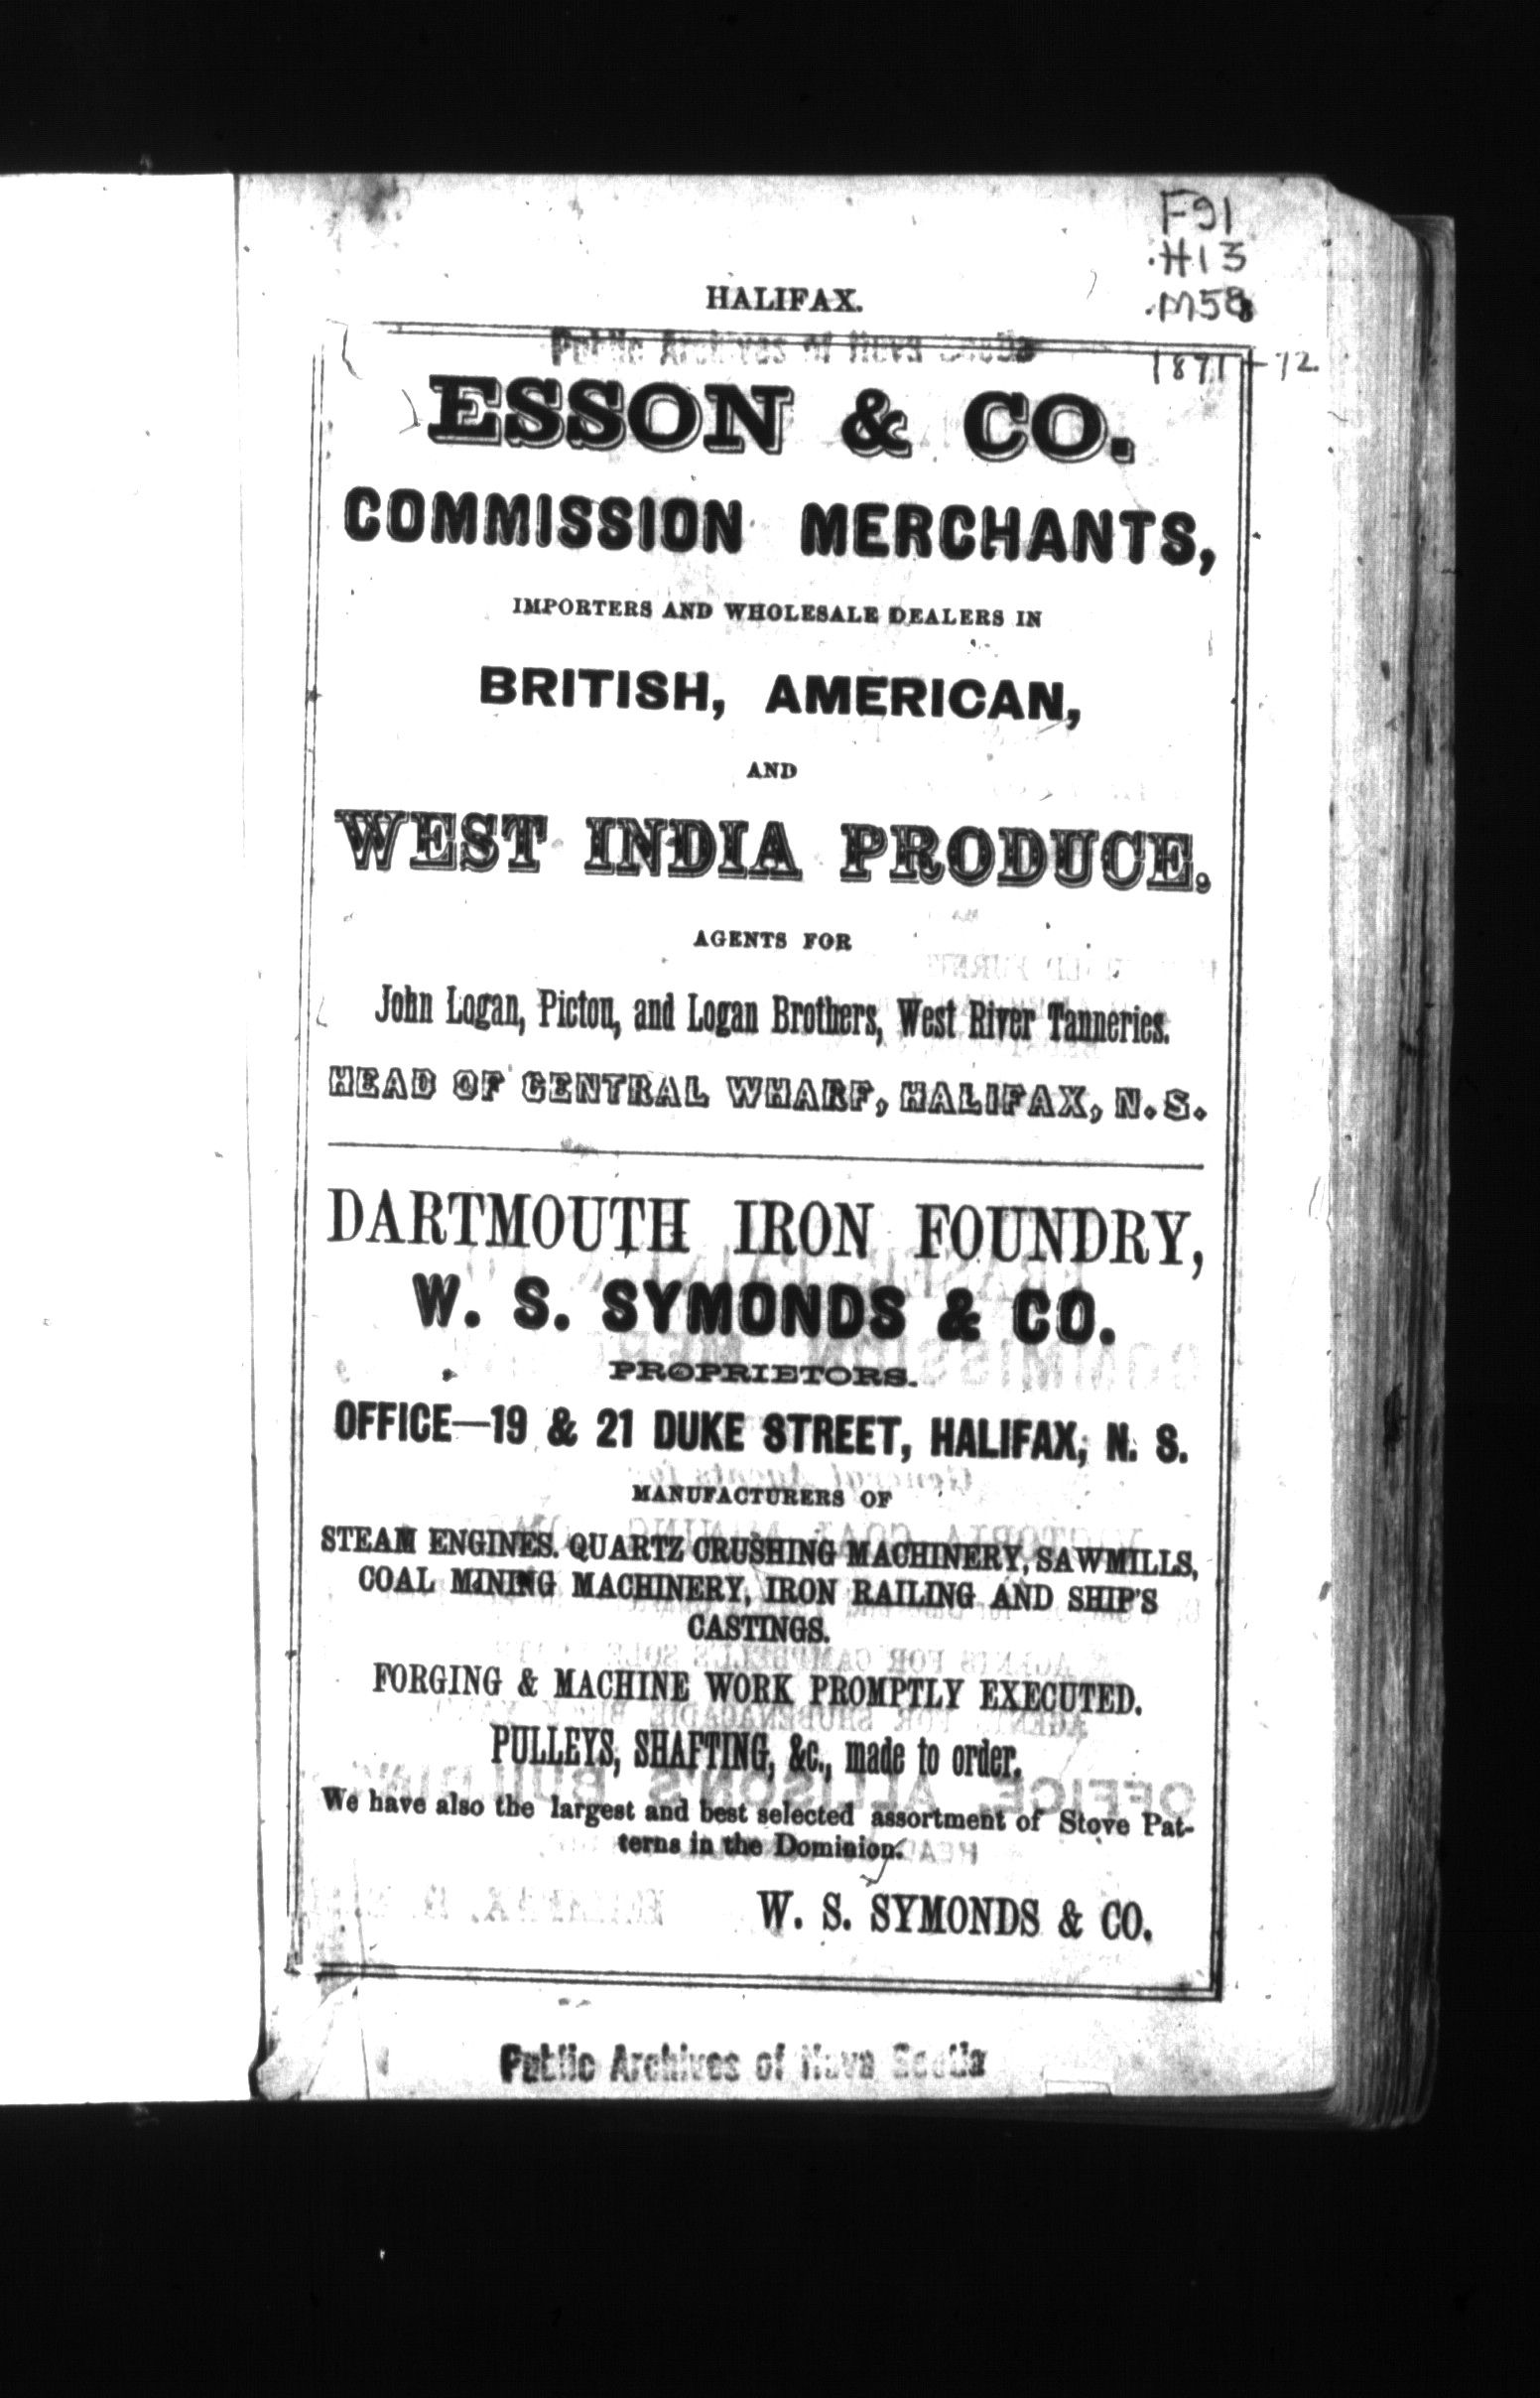 F91
.H13
.M58
1871-72
HALIFAX.
Public Archives of Nova Scotia
ESSON & CO.
COMMISSION MERCHANTS,
IMPORTERS AND WHOLESALE DEALERS IN
BRITISH, AMERICAN,
AND
WEST INDIA PRODUCE.
AGENTS FOR
John Logan, Pictou, and Logan Brothers, West River Tanneries.
HEAD OF CENTRAL WHARF, HALIFAX, N. S.
DARTMOUTH IRON FOUNDRY,
W. S. SYMONDS & CO.
PROPRIETORS.
OFFICE—19 & 21 DUKE STREET, HALIFAX, N. S.
MANUFACTURERS OF
STEAM ENGINES. QUARTZ CRUSHING MACHINERY, SAWMILLS,
COAL MINING MACHINERY, IRON RAILING AND SHIP'S
CASTINGS.
FORGING & MACHINE WORK PROMPTLY EXECUTED.
PULLEYS, SHAFTING, &c., made to order.
We have also the largest and best selected assortment of Stove Pat-
terns in the Dominion.
W. S. SYMONDS & CO.
Public Archives of Nova Scotia